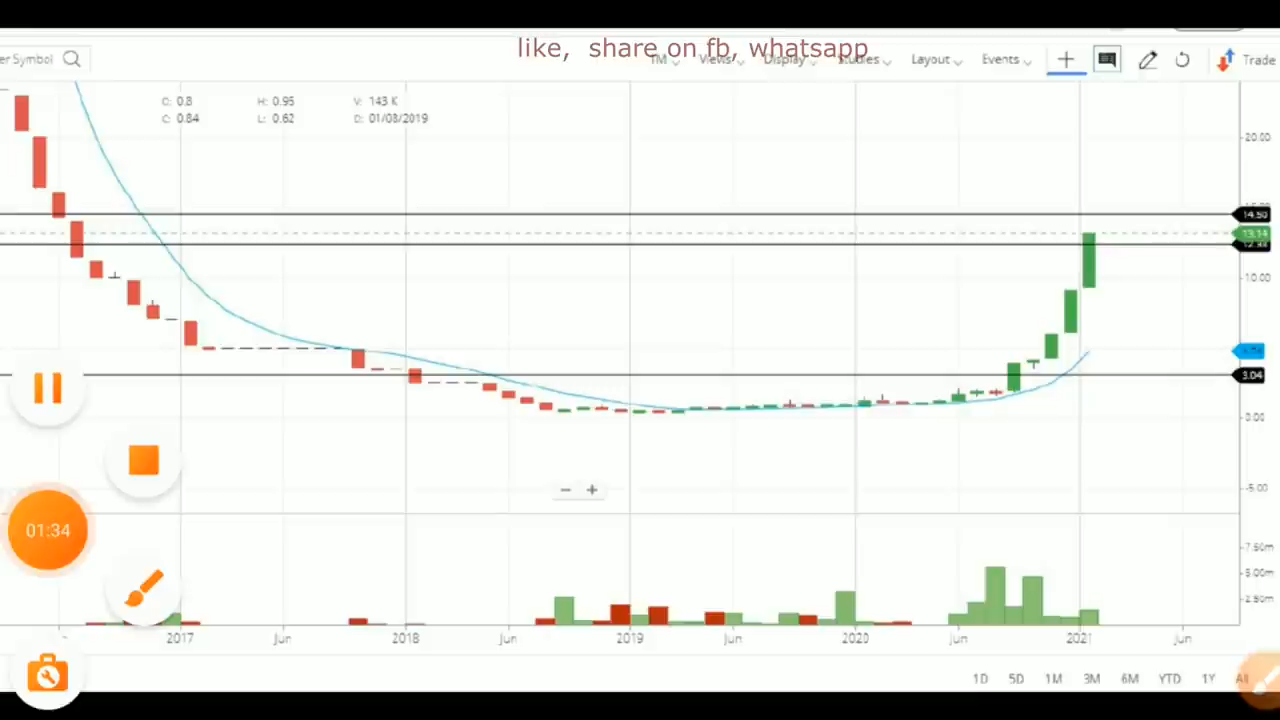 like, share on fb, whatsapp
er Symbol 1M Views Display Studies Layout Events Trade
O: 0.8 H: 0.95 V: 143 K
C: 0.84 L: 0.62 D: 01/08/2019
20.00
14.50
13.14
10.00
3.04
0.00
-5.00
7.50m
5.00m
2.50m
01:34
2017 Jun 2018 Jun 2019 Jun 2020 Jun 2021 Jun
1D 5D 1M 3M 6M YTD 1Y All